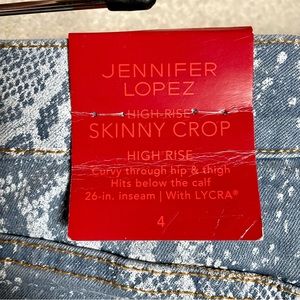 JENNIFER
LOPEZ
HIGH-RISE
SKINNY CROP
HIGH RISE
Curvy through hip & thigh
Hits below the calf
26-in. inseam | With LYCRA®
4